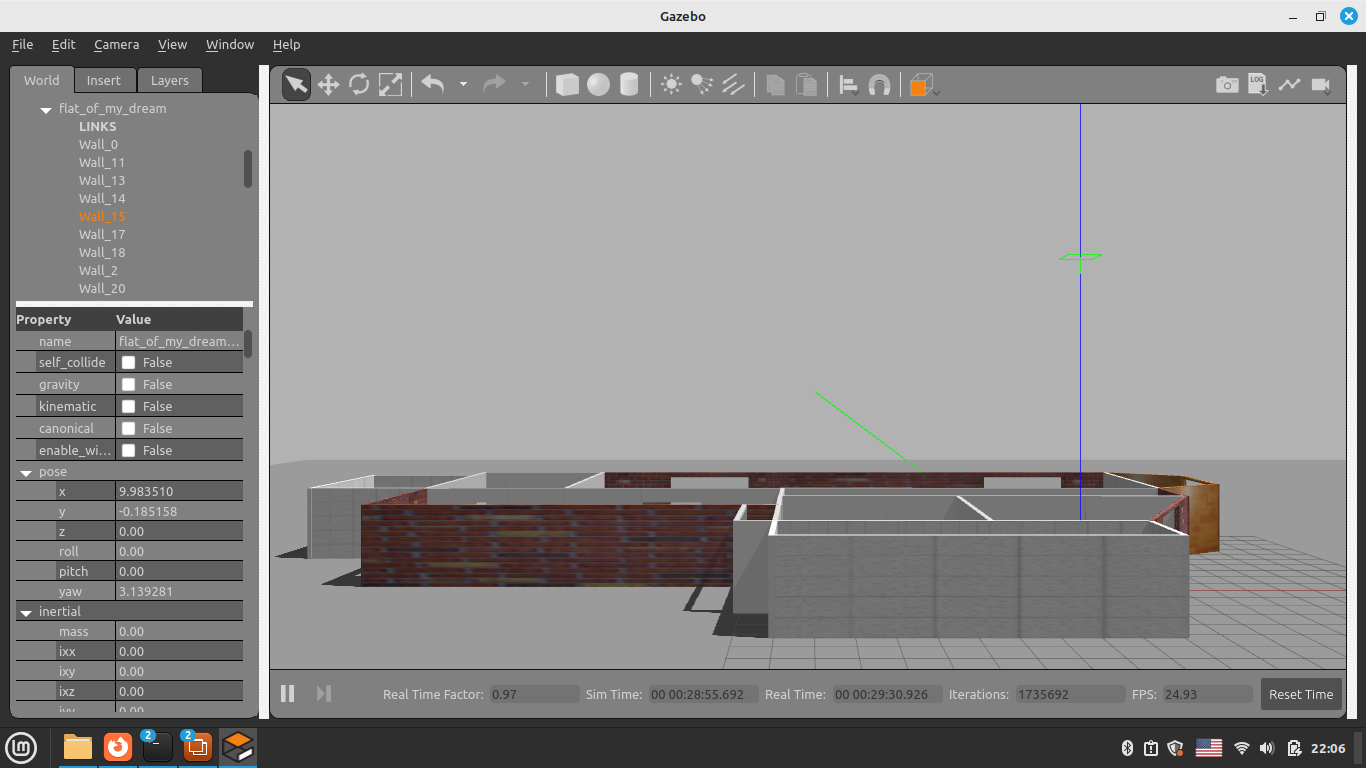 Gazebo
File Edit Camera View Window Help
World Insert Layers
LOG
flat_of_my_dream
LINKS
Wall_0
Wall_11
Wall_13
Wall_14
Wall_15
Wall_17
Wall_18
Wall_2
Wall_20
Property Value
name flat_of_my_dream...
self_collide False
gravity False
kinematic False
canonical False
enable_wi... False
pose
x 9.983510
y -0.185158
z 0.00
roll 0.00
pitch 0.00
yaw 3.139281
inertial
mass 0.00
ixx 0.00
ixy 0.00
ixz 0.00
iyy 0.00
Real Time Factor: 0.97 Sim Time: 00 00:28:55.692 Real Time: 00 00:29:30.926 Iterations: 1735692 FPS: 24.93 Reset Time
2 2 22:06